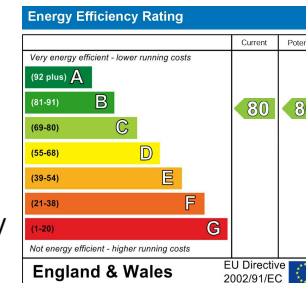 Energy Efficiency Rating
Current
Very energy efficient - lower running costs
(92 plus) A
(81-91) B
80
(69-80) C
(55-68) D
(39-54) E
(21-38) F
(1-20) G
Not energy efficient - higher running costs
England & Wales
EU Directive
2002/91/EC